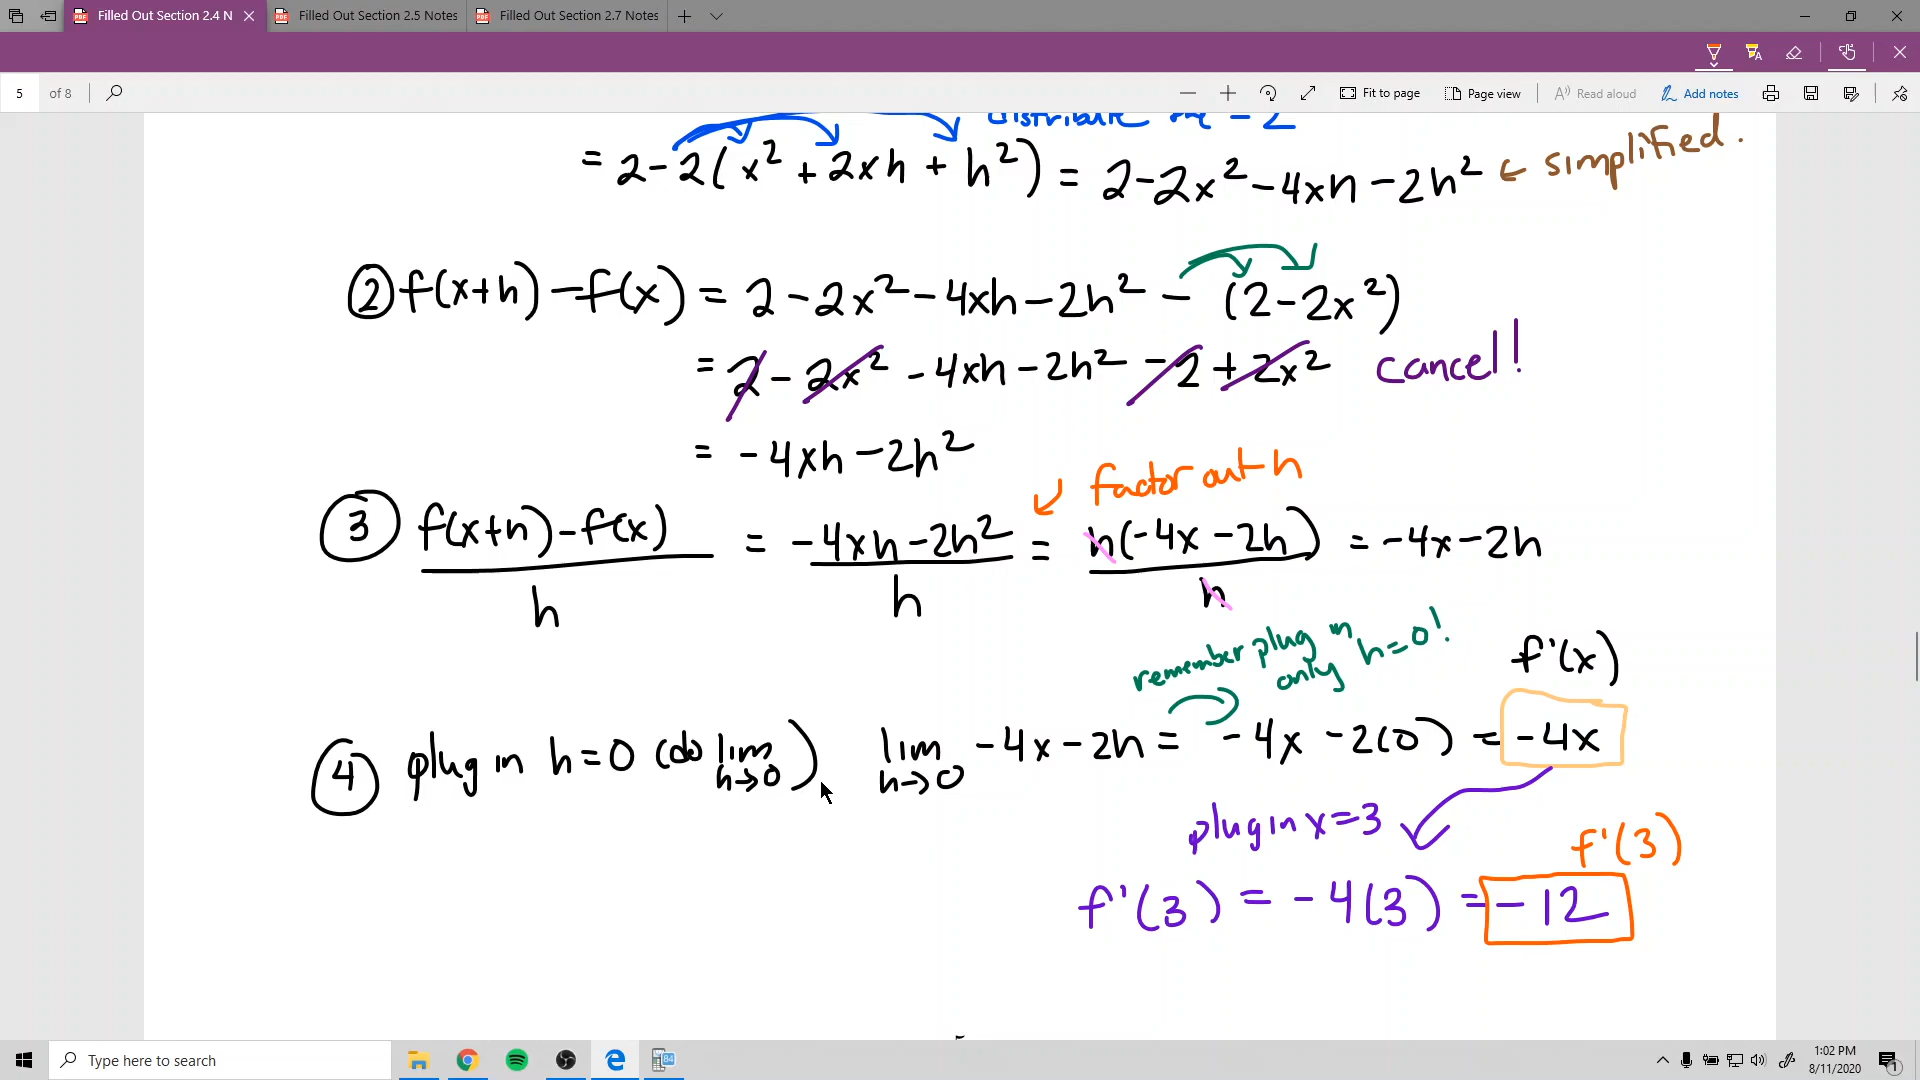 Filled Out Section 2.4 N
Filled Out Section 2.5 Notes
Filled Out Section 2.7 Notes
5 of 8
Fit to page
Page view
Read aloud
Add notes
distribute the -2
= 2-2(x² + 2xh + h²) = 2-2x² -4xh -2h² ← simplified.
② f(x+h) - f(x) = 2-2x²-4xh-2h² - (2-2x²)
= 2 - 2x² - 4xh - 2h² - 2 + 2x² cancel!
= -4xh -2h²
factor out h
③ f(x+h)-f(x) / h = -4xh-2h² / h = h(-4x-2h) / h = -4x-2h
remember plug in
only h=0!
f'(x)
④ plug in h=0 (do lim h→0), lim h→0 -4x-2h = -4x-2(0) = -4x
plug in x=3
f'(3)
f'(3) = -4(3) = -12
Type here to search
84
1:02 PM
8/11/2020
1